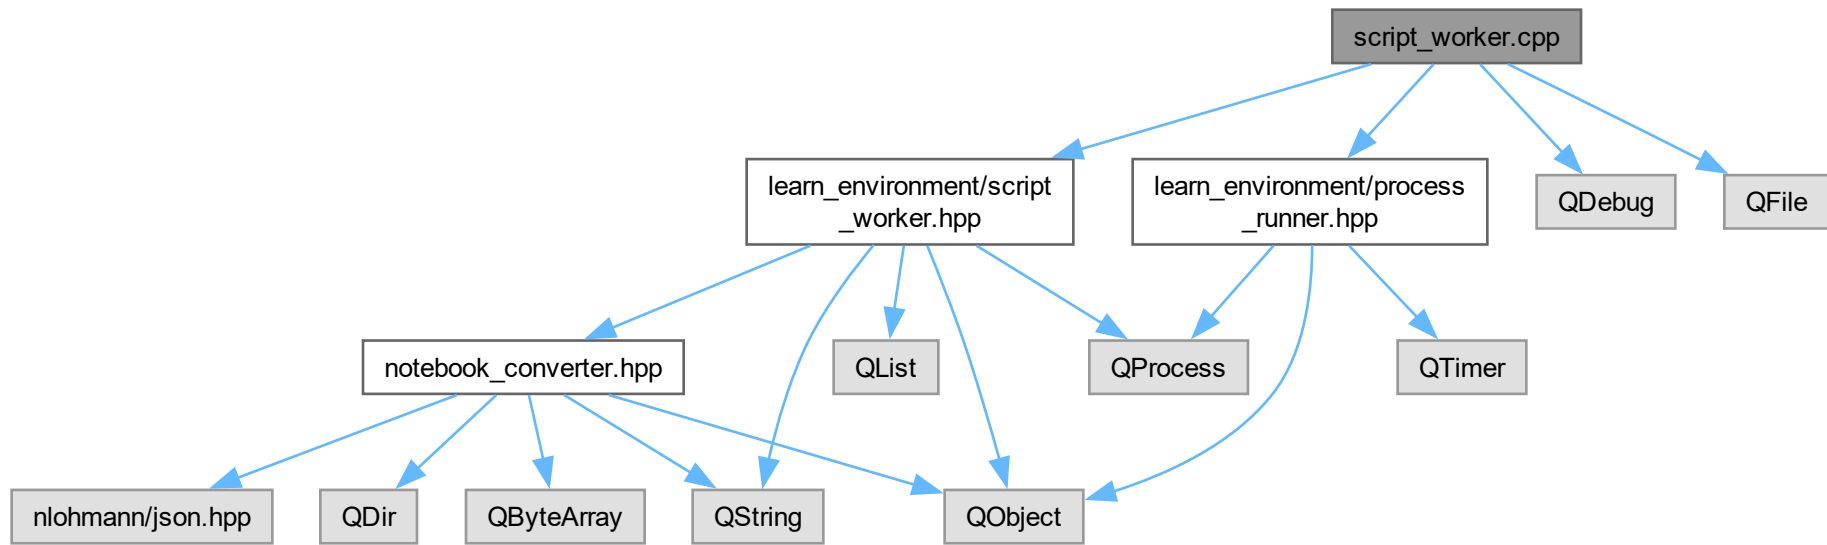 script_worker.cpp
learn_environment/script
_worker.hpp
learn_environment/process
_runner.hpp
QDebug
QFile
notebook_converter.hpp
QList
QProcess
QTimer
nlohmann/json.hpp
QDir
QByteArray
QString
QObject